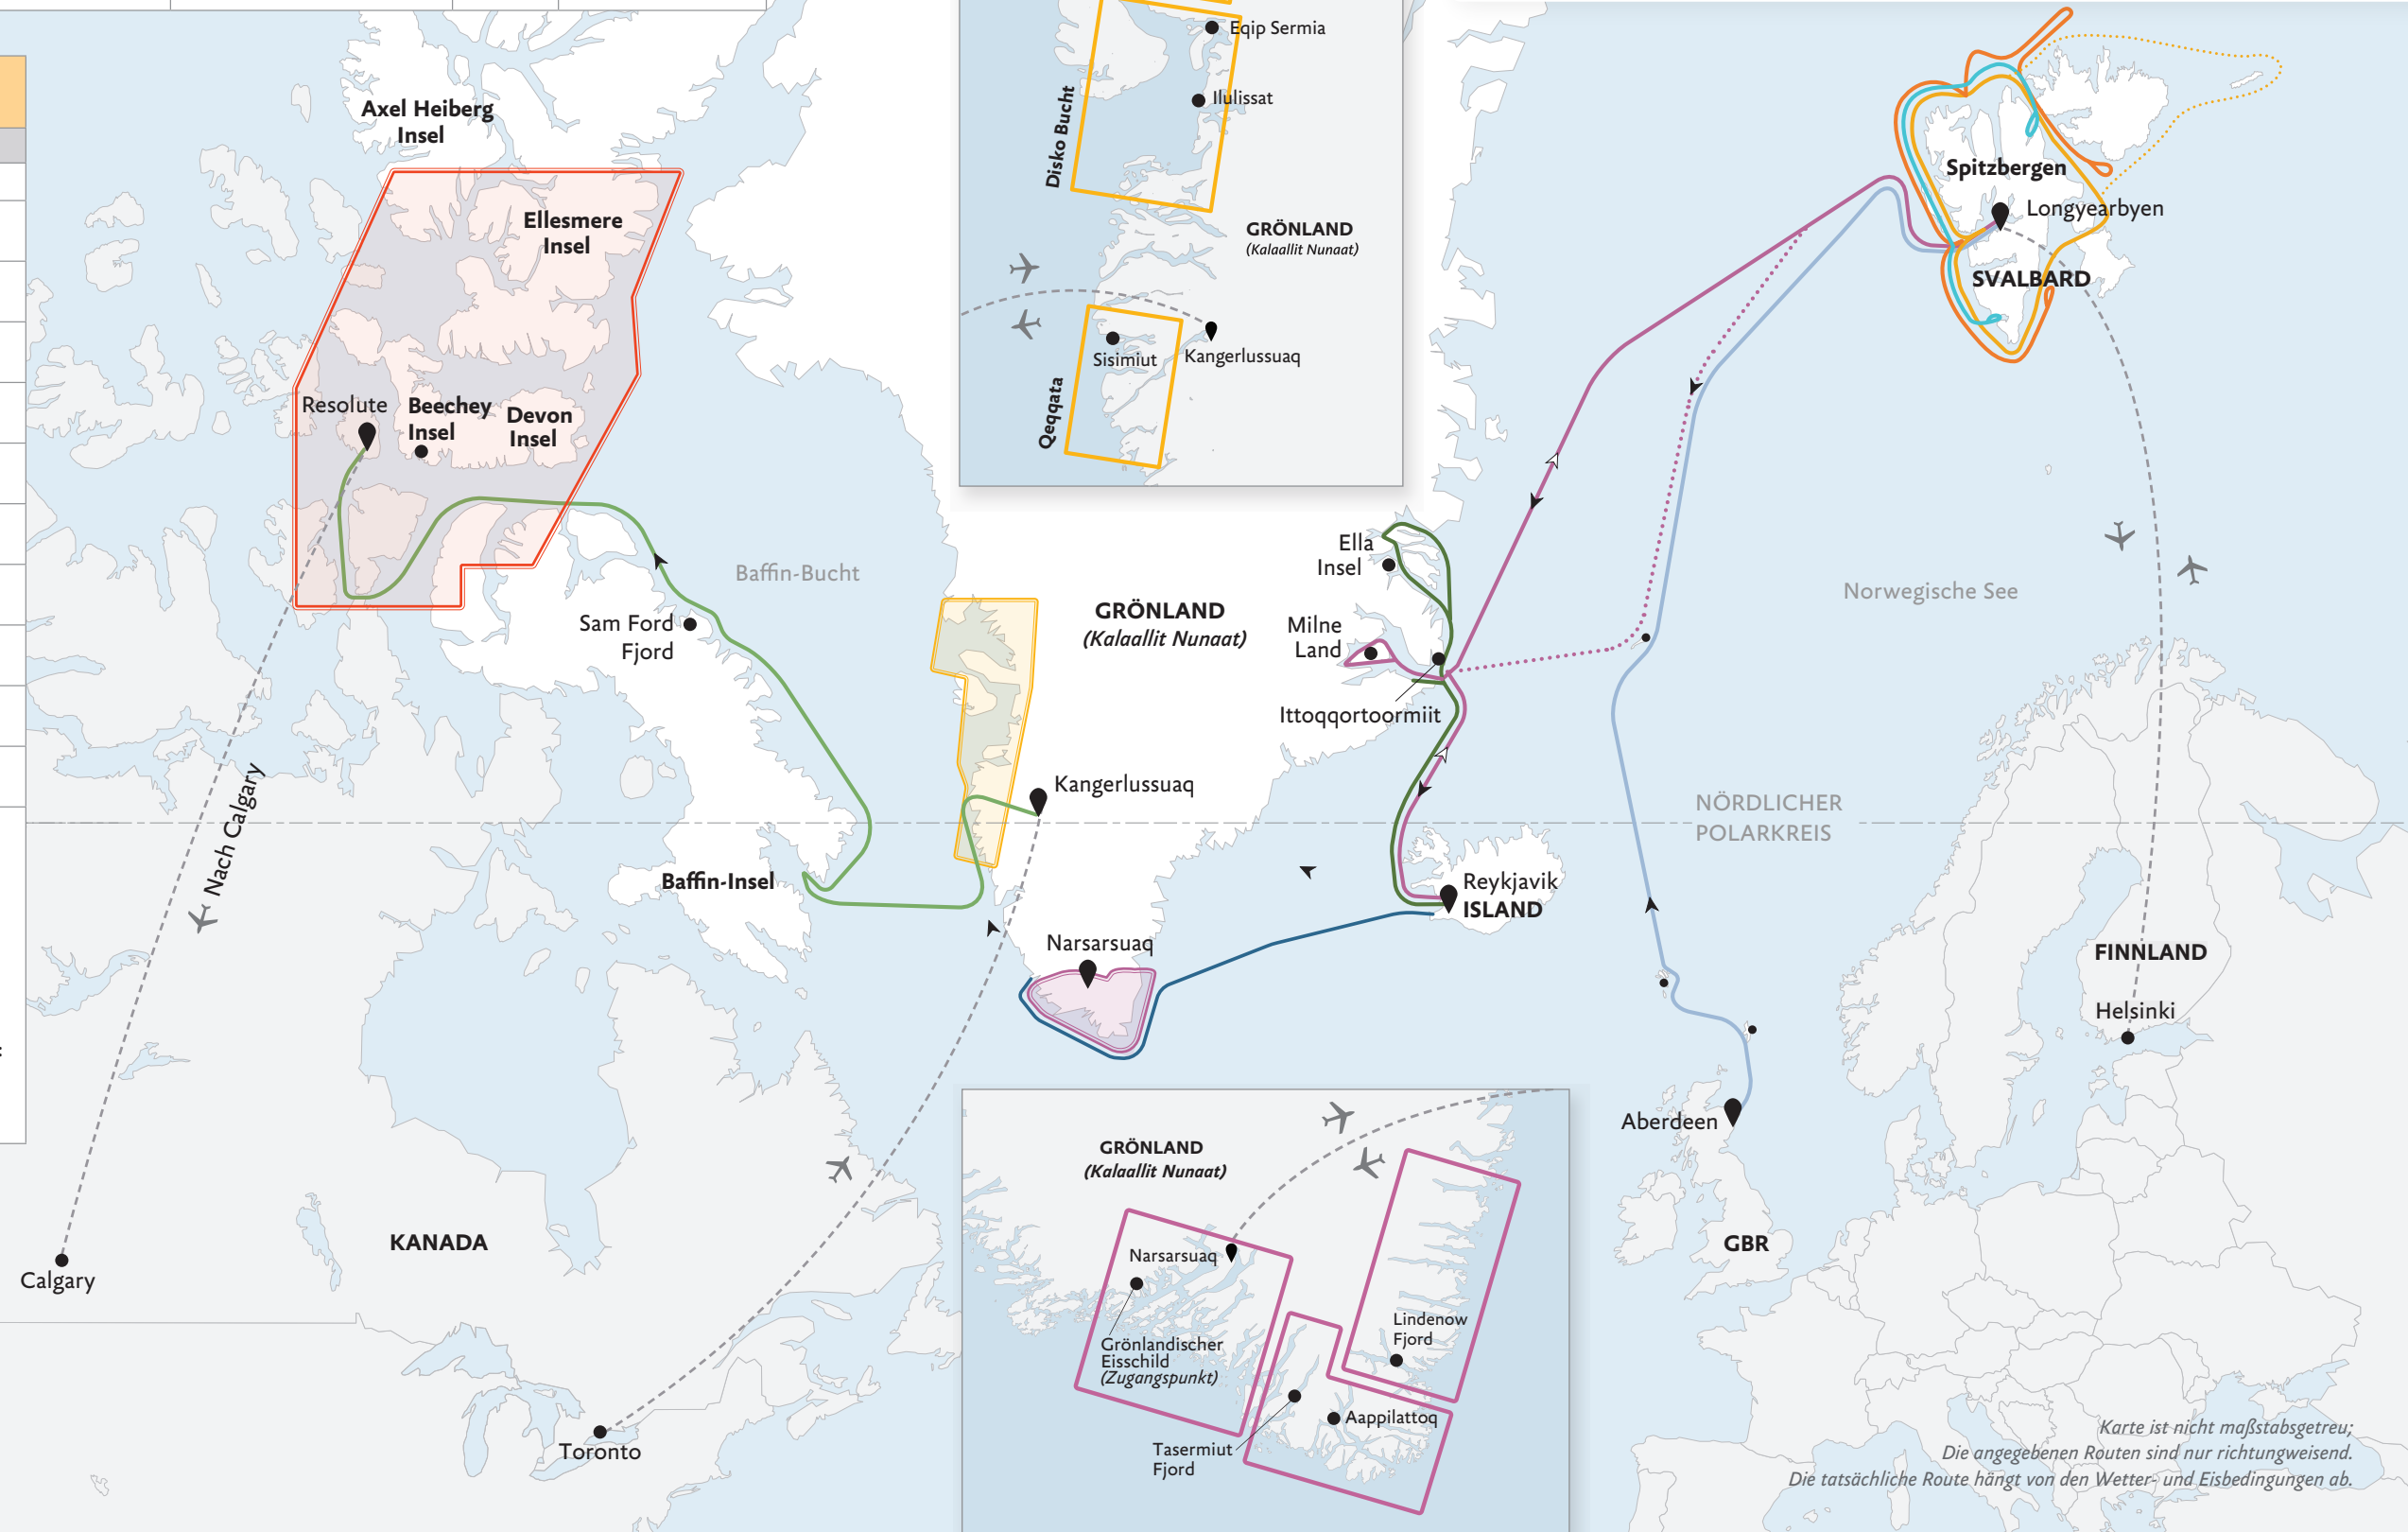 Axel Heiberg
Insel
Ellesmere
Insel
Resolute
Beechey
Insel
Devon
Insel
Sam Ford
Fjord
Baffin-Bucht
Baffin-Insel
Nach Calgary
Calgary
KANADA
Toronto
Eqip Sermia
Ilulissat
Disko Bucht
GRÖNLAND
(Kalaallit Nunaat)
Sisimiut
Kangerlussuaq
Qeqqata
GRÖNLAND
(Kalaallit Nunaat)
Kangerlussuaq
Narsarsuaq
Ella
Insel
Milne
Land
Ittoqqortoormiit
Reykjavik
ISLAND
Spitzbergen
Longyearbyen
SVALBARD
Norwegische See
NÖRDLICHER
POLARKREIS
FINNLAND
Helsinki
Aberdeen
GBR
GRÖNLAND
(Kalaallit Nunaat)
Narsarsuaq
Grönlandischer
Eisschild
(Zugangspunkt)
Lindenow
Fjord
Aappilattoq
Tasermiut
Fjord
Karte ist nicht maßstabsgetreu;
Die angegebenen Routen sind nur richtungweisend.
Die tatsächliche Route hängt von den Wetter- und Eisbedingungen ab.